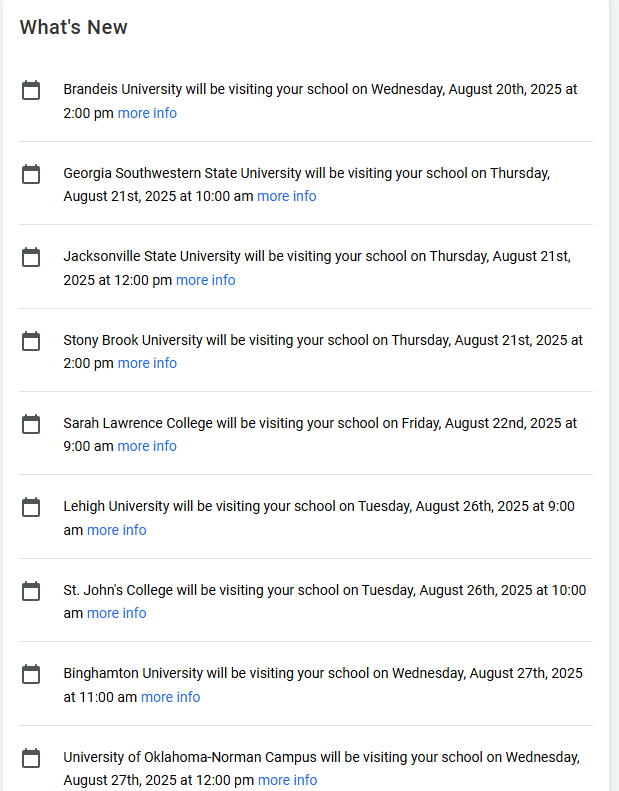 What's New
Brandeis University will be visiting your school on Wednesday, August 20th, 2025 at
2:00 pm more info
Georgia Southwestern State University will be visiting your school on Thursday,
August 21st, 2025 at 10:00 am more info
Jacksonville State University will be visiting your school on Thursday, August 21st,
2025 at 12:00 pm more info
Stony Brook University will be visiting your school on Thursday, August 21st, 2025 at
2:00 pm more info
Sarah Lawrence College will be visiting your school on Friday, August 22nd, 2025 at
9:00 am more info
Lehigh University will be visiting your school on Tuesday, August 26th, 2025 at 9:00
am more info
St. John's College will be visiting your school on Tuesday, August 26th, 2025 at 10:00
am more info
Binghamton University will be visiting your school on Wednesday, August 27th, 2025
at 11:00 am more info
University of Oklahoma-Norman Campus will be visiting your school on Wednesday,
August 27th, 2025 at 12:00 pm more info